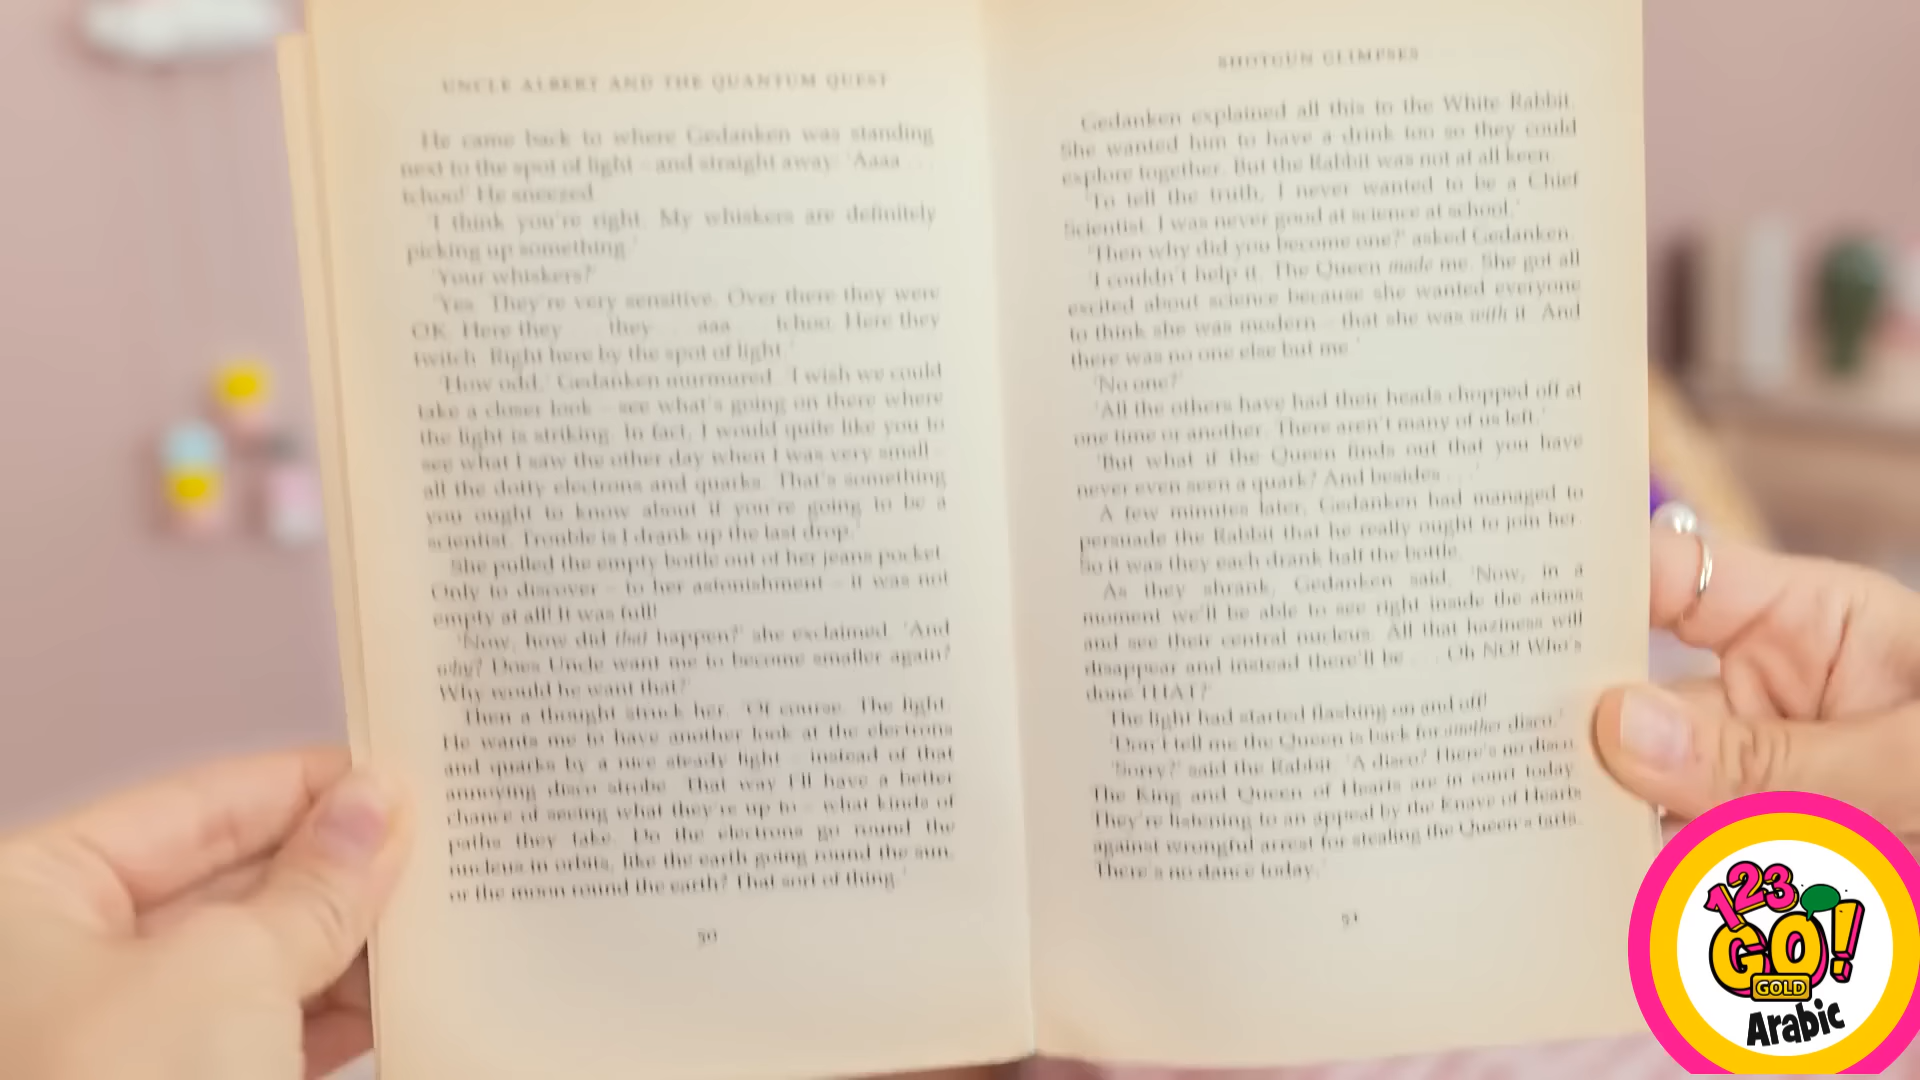 UNCLE ALBERT AND THE QUANTUM QUEST
He came back to where Gedanken was standing
next to the spot of light – and straight away: 'Aaaa . . .
tchoo!' He sneezed.
'I think you're right. My whiskers are definitely
picking up something.'
'Your whiskers?'
'Yes. They're very sensitive. Over there they were
OK. Here they . . . they . . . aaa . . . tchoo. Here they
twitch. Right here by the spot of light.'
'How odd,' Gedanken murmured. 'I wish we could
take a closer look – see what's going on there where
the light is striking. In fact, I would quite like you to
see what I saw the other day when I was very small –
all the dotty electrons and quarks. That's something
you ought to know about if you're going to be a
scientist. Trouble is I drank up the last drop.'
She pulled the empty bottle out of her jeans pocket.
Only to discover – to her astonishment – it was not
empty at all! It was full!
'Now, how did that happen?' she exclaimed. 'And
why? Does Uncle want me to become smaller again?
Why would he want that?'
Then a thought struck her. 'Of course. The light.
He wants me to have another look at the electrons
and quarks by a nice steady light – instead of that
annoying disco strobe. That way I'll have a better
chance of seeing what they're up to – what kinds of
paths they take. Do the electrons go round the
nucleus in orbits, like the earth going round the sun,
or the moon round the earth? That sort of thing.'
50
SHOTGUN GLIMPSES
Gedanken explained all this to the White Rabbit.
She wanted him to have a drink too so they could
explore together. But the Rabbit was not at all keen.
'To tell the truth, I never wanted to be a Chief
Scientist. I was never good at science at school.'
'Then why did you become one?' asked Gedanken.
'I couldn't help it. The Queen made me. She got all
excited about science because she wanted everyone
to think she was modern – that she was with it. And
there was no one else but me.'
'No one?'
'All the others have had their heads chopped off at
one time or another. There aren't many of us left.'
'But what if the Queen finds out that you have
never even seen a quark? And besides . . .'
A few minutes later, Gedanken had managed to
persuade the Rabbit that he really ought to join her.
So it was they each drank half the bottle.
As they shrank, Gedanken said, 'Now, in a
moment we'll be able to see right inside the atoms
and see their central nucleus. All that haziness will
disappear and instead there'll be . . . Oh NO! Who's
done THAT?'
The light had started flashing on and off!
'Don't tell me the Queen is back for another disco.'
'Sorry?' said the Rabbit. 'A disco? There's no disco.
The King and Queen of Hearts are in court today.
They're listening to an appeal by the Knave of Hearts
against wrongful arrest for stealing the Queen's tarts.
There's no dance today.'
51
123
GO!
GOLD
Arabic